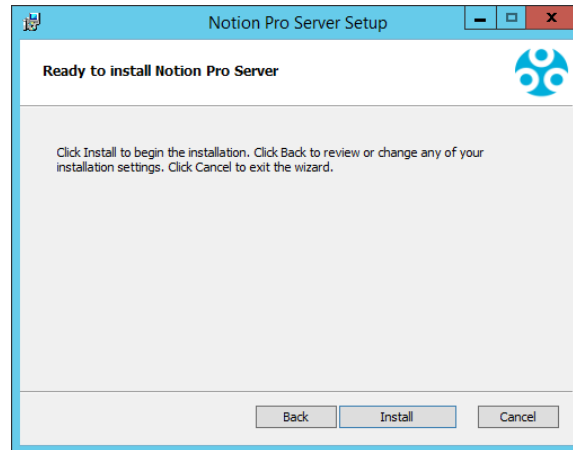 Notion Pro Server Setup
Ready to install Notion Pro Server
Click Install to begin the installation. Click Back to review or change any of your
installation settings. Click Cancel to exit the wizard.
Back Install Cancel